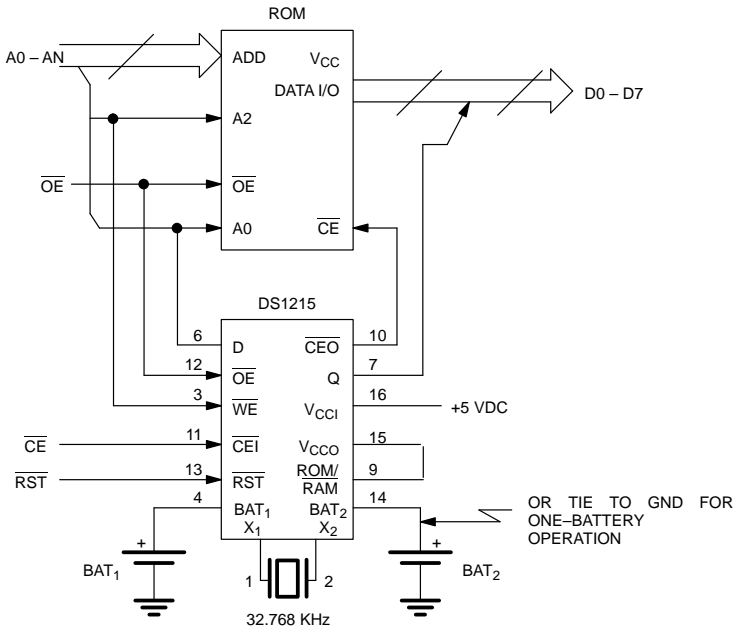 ROM
A0 – AN
ADD
VCC
DATA I/O
D0 – D7
A2
OE
OE
A0
CE
DS1215
6
D
CEO
10
12
OE
Q
7
3
WE
VCCI
16
+5 VDC
CE
11
CEI
VCCO
15
RST
13
RST
ROM/
RAM
9
4
BAT1
BAT2
14
X1
X2
OR TIE TO GND FOR
ONE–BATTERY
OPERATION
+
BAT1
1
2
+
BAT2
32.768 KHz